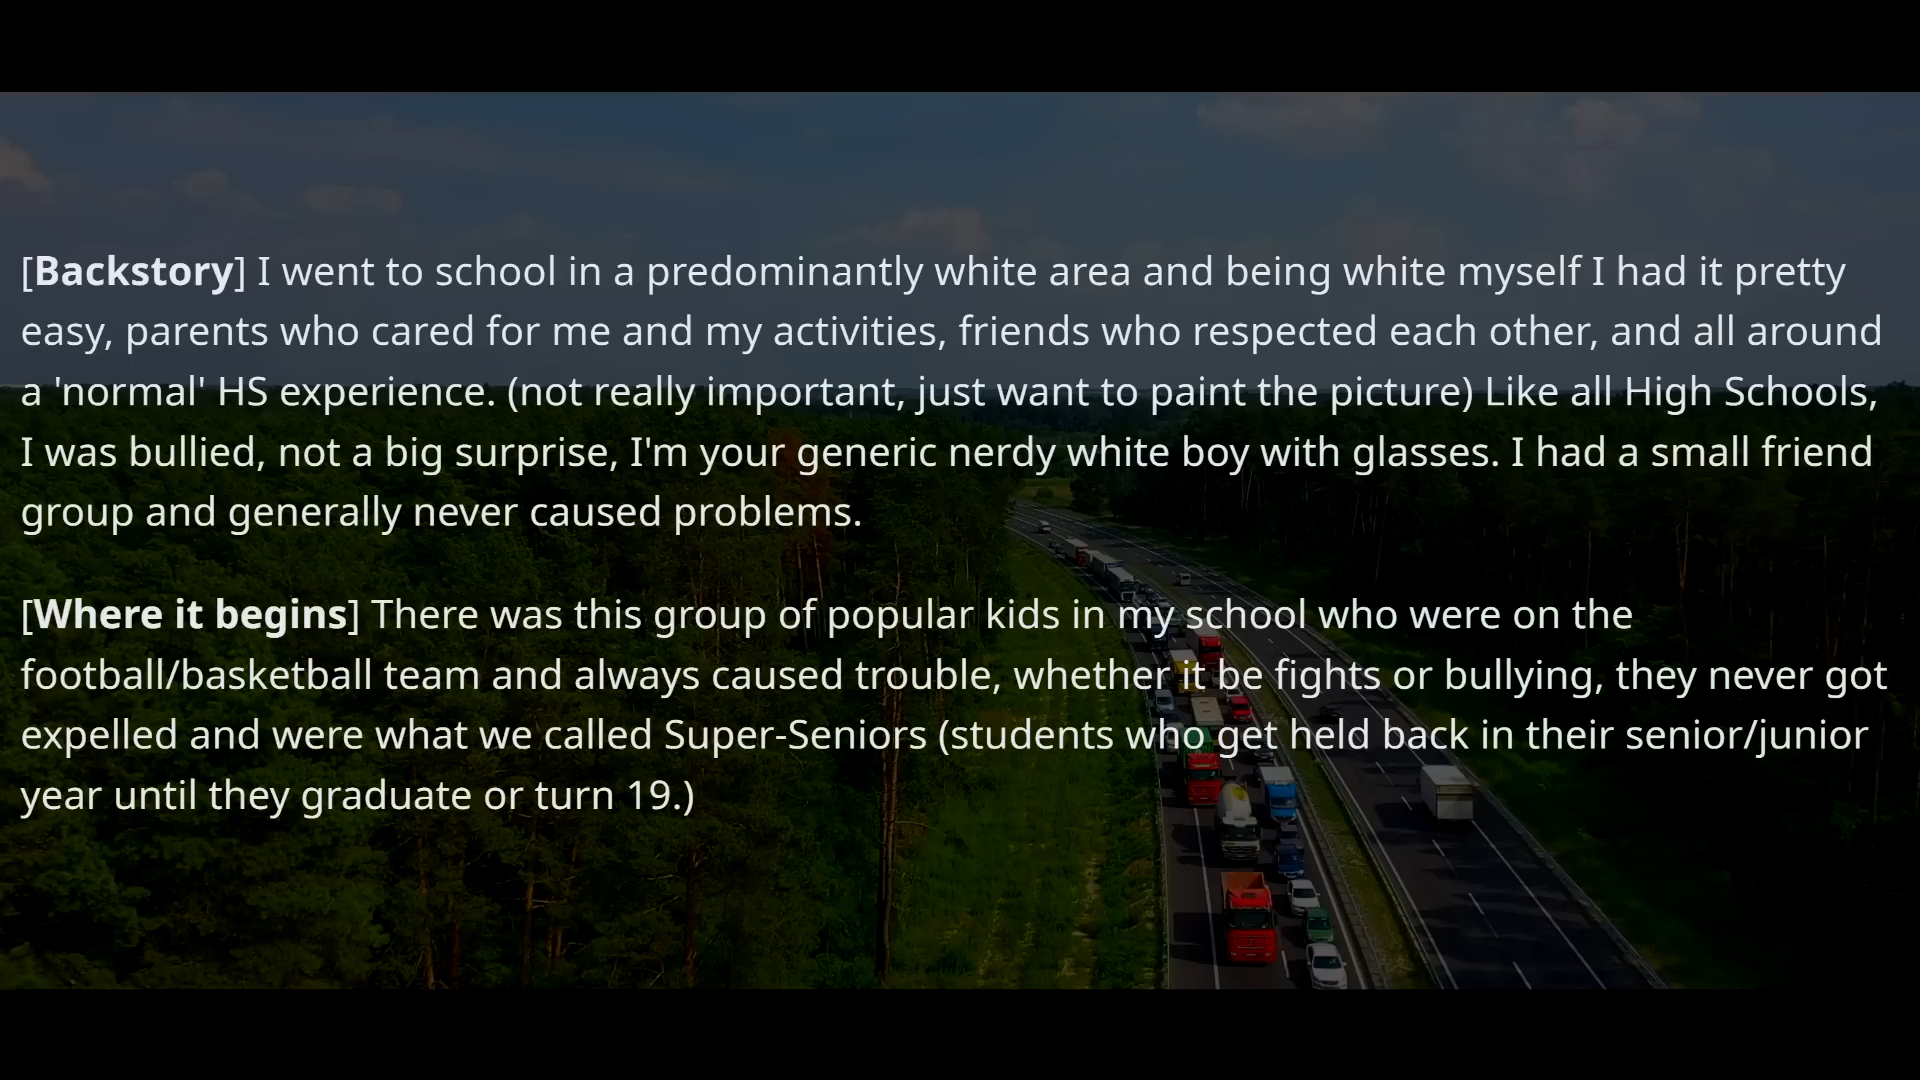 [Backstory] I went to school in a predominantly white area and being white myself I had it pretty
easy, parents who cared for me and my activities, friends who respected each other, and all around
a 'normal' HS experience. (not really important, just want to paint the picture) Like all High Schools,
I was bullied, not a big surprise, I'm your generic nerdy white boy with glasses. I had a small friend
group and generally never caused problems.
[Where it begins] There was this group of popular kids in my school who were on the
football/basketball team and always caused trouble, whether it be fights or bullying, they never got
expelled and were what we called Super-Seniors (students who get held back in their senior/junior
year until they graduate or turn 19.)